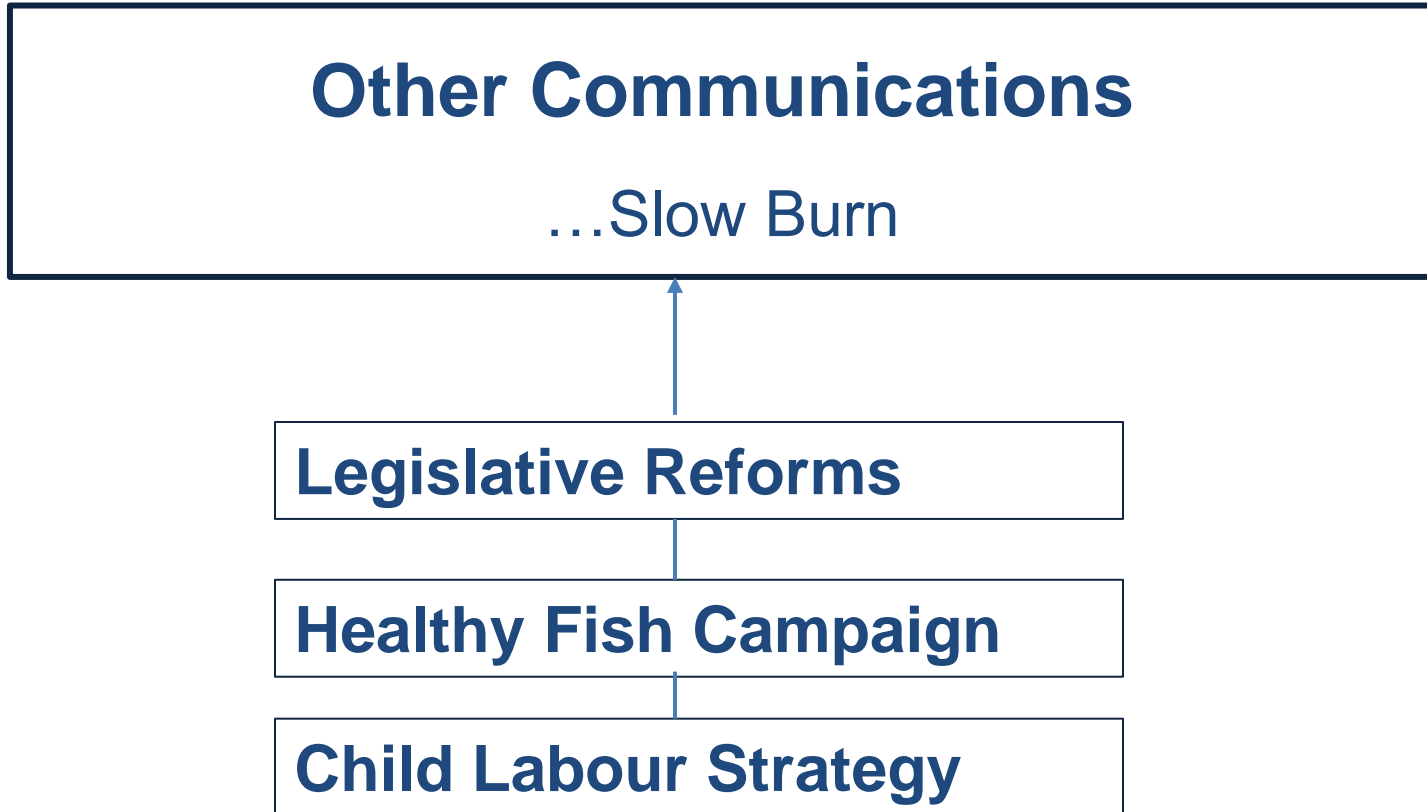 Other Communications
…Slow Burn
Legislative Reforms
Healthy Fish Campaign
Child Labour Strategy